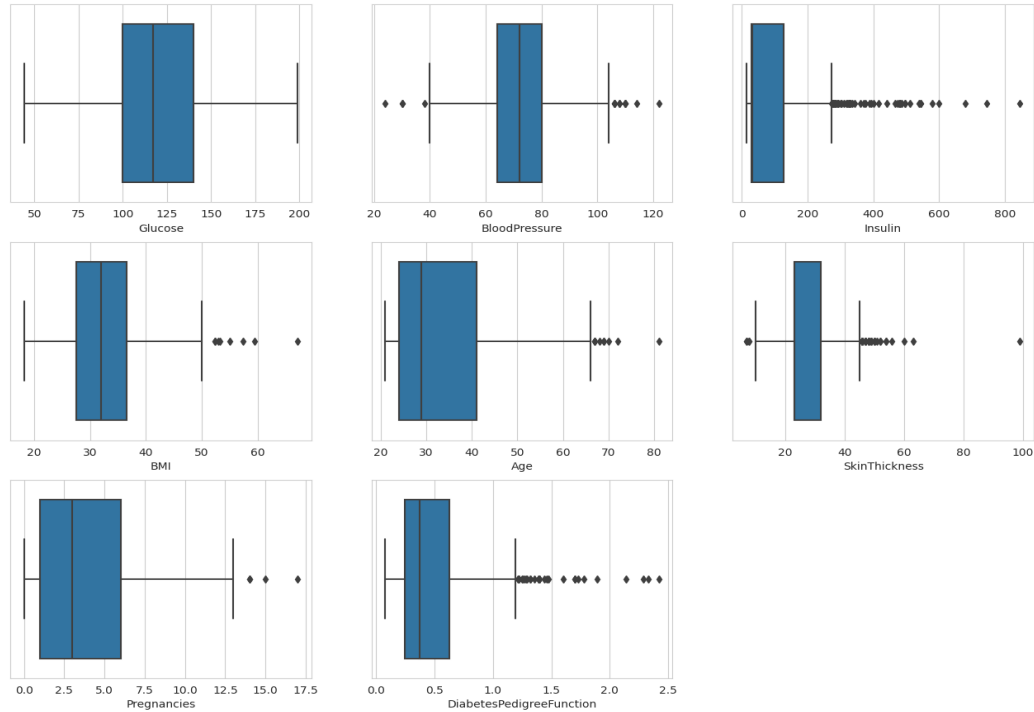 50 75 100 125 150 175 200
Glucose
20 40 60 80 100 120
BloodPressure
0 200 400 600 800
Insulin
20 30 40 50 60
BMI
20 30 40 50 60 70 80
Age
20 40 60 80 100
SkinThickness
0.0 2.5 5.0 7.5 10.0 12.5 15.0 17.5
Pregnancies
0.0 0.5 1.0 1.5 2.0 2.5
DiabetesPedigreeFunction